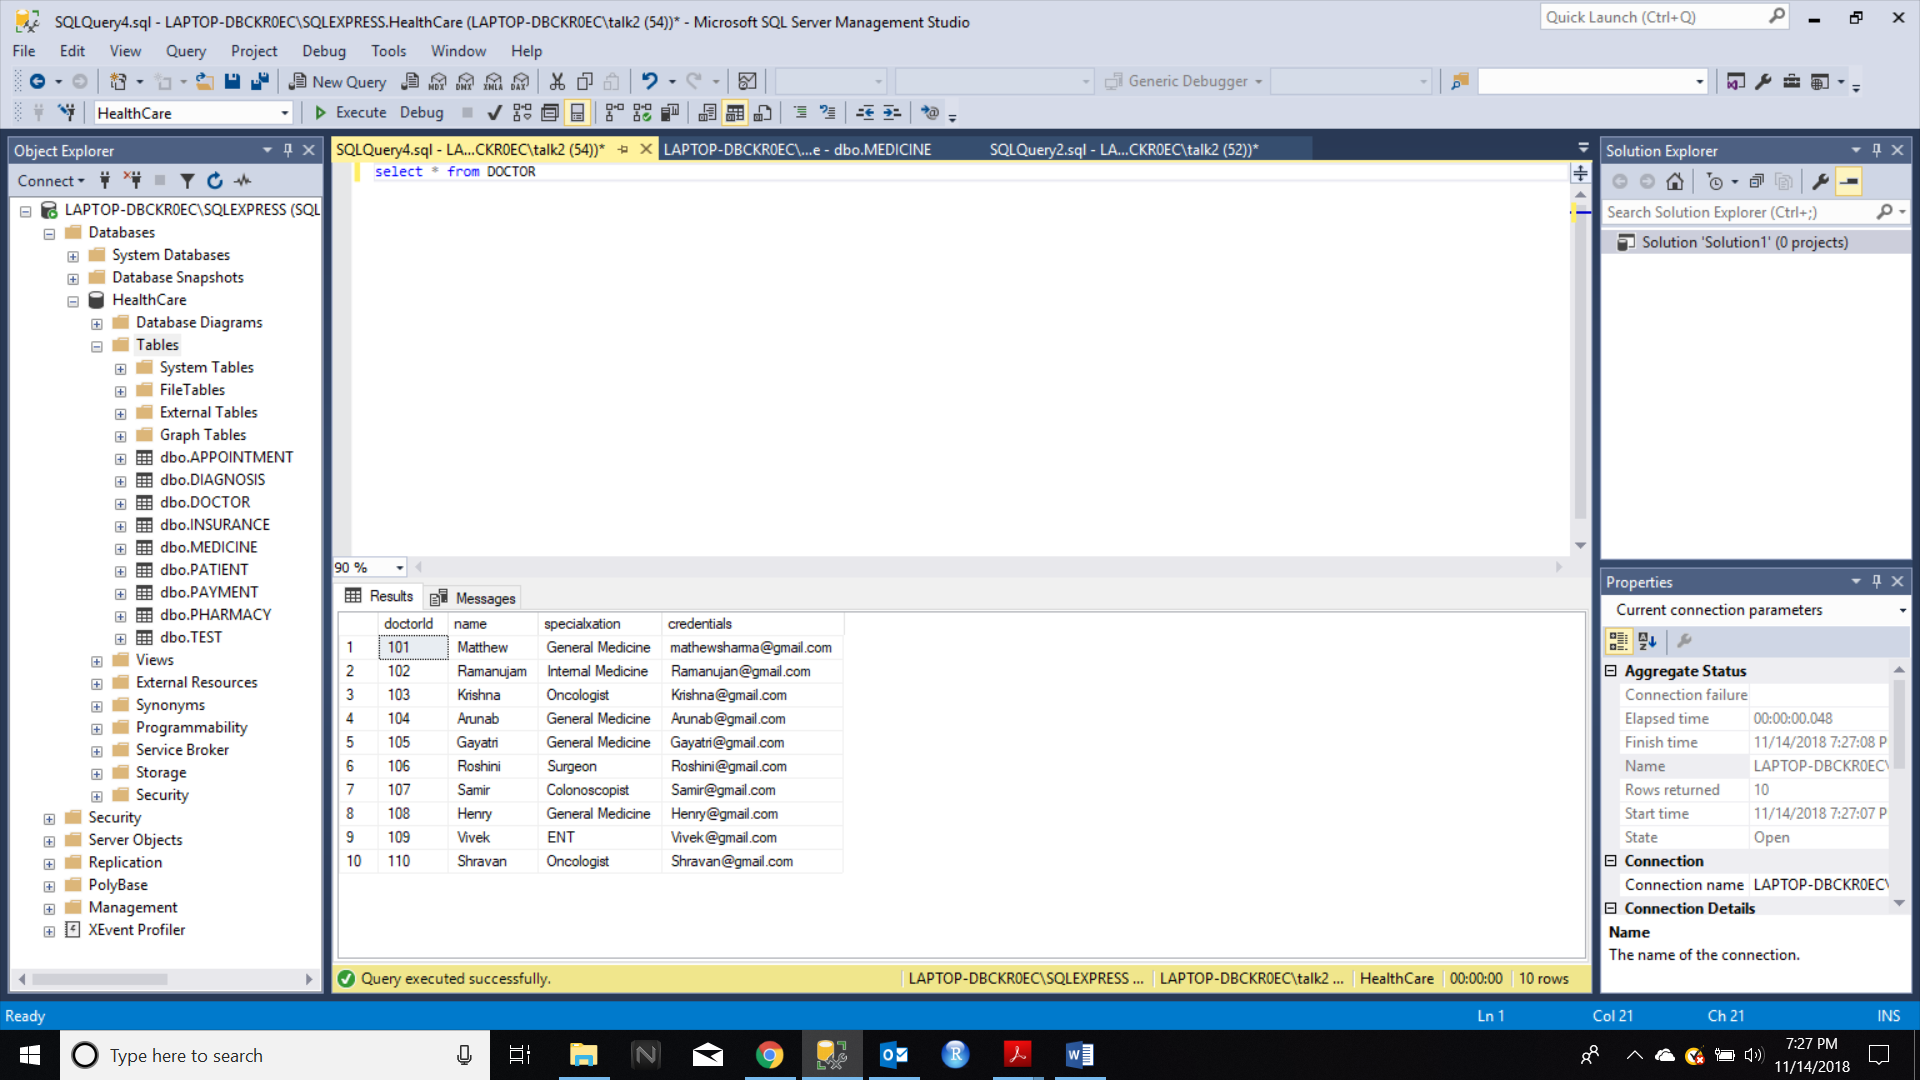 SQLQuery4.sql - LAPTOP-DBCKR0EC\SQLEXPRESS.HealthCare (LAPTOP-DBCKR0EC\talk2 (54))* - Microsoft SQL Server Management Studio
Quick Launch (Ctrl+Q)
File Edit View Query Project Debug Tools Window Help
New Query MDX DMX XMLA DAX Generic Debugger
HealthCare Execute Debug
Object Explorer
Connect
LAPTOP-DBCKR0EC\SQLEXPRESS (SQL
Databases
System Databases
Database Snapshots
HealthCare
Database Diagrams
Tables
System Tables
FileTables
External Tables
Graph Tables
dbo.APPOINTMENT
dbo.DIAGNOSIS
dbo.DOCTOR
dbo.INSURANCE
dbo.MEDICINE
dbo.PATIENT
dbo.PAYMENT
dbo.PHARMACY
dbo.TEST
Views
External Resources
Synonyms
Programmability
Service Broker
Storage
Security
Security
Server Objects
Replication
PolyBase
Management
XEvent Profiler
SQLQuery4.sql - LA...CKR0EC\talk2 (54))* LAPTOP-DBCKR0EC\...e - dbo.MEDICINE SQLQuery2.sql - LA...CKR0EC\talk2 (52))*
select * from DOCTOR
90 %
Results Messages
doctorId name specialxation credentials
1 101 Matthew General Medicine mathewsharma@gmail.com
2 102 Ramanujam Internal Medicine Ramanujan@gmail.com
3 103 Krishna Oncologist Krishna@gmail.com
4 104 Arunab General Medicine Arunab@gmail.com
5 105 Gayatri General Medicine Gayatri@gmail.com
6 106 Roshini Surgeon Roshini@gmail.com
7 107 Samir Colonoscopist Samir@gmail.com
8 108 Henry General Medicine Henry@gmail.com
9 109 Vivek ENT Vivek@gmail.com
10 110 Shravan Oncologist Shravan@gmail.com
Query executed successfully. LAPTOP-DBCKR0EC\SQLEXPRESS ... LAPTOP-DBCKR0EC\talk2 ... HealthCare 00:00:00 10 rows
Solution Explorer
Search Solution Explorer (Ctrl+;)
Solution 'Solution1' (0 projects)
Properties
Current connection parameters
Aggregate Status
Connection failure
Elapsed time 00:00:00.048
Finish time 11/14/2018 7:27:08 P
Name LAPTOP-DBCKR0EC\
Rows returned 10
Start time 11/14/2018 7:27:07 P
State Open
Connection
Connection name LAPTOP-DBCKR0EC\
Connection Details
Name
The name of the connection.
Ready Ln 1 Col 21 Ch 21 INS
Type here to search
7:27 PM
11/14/2018